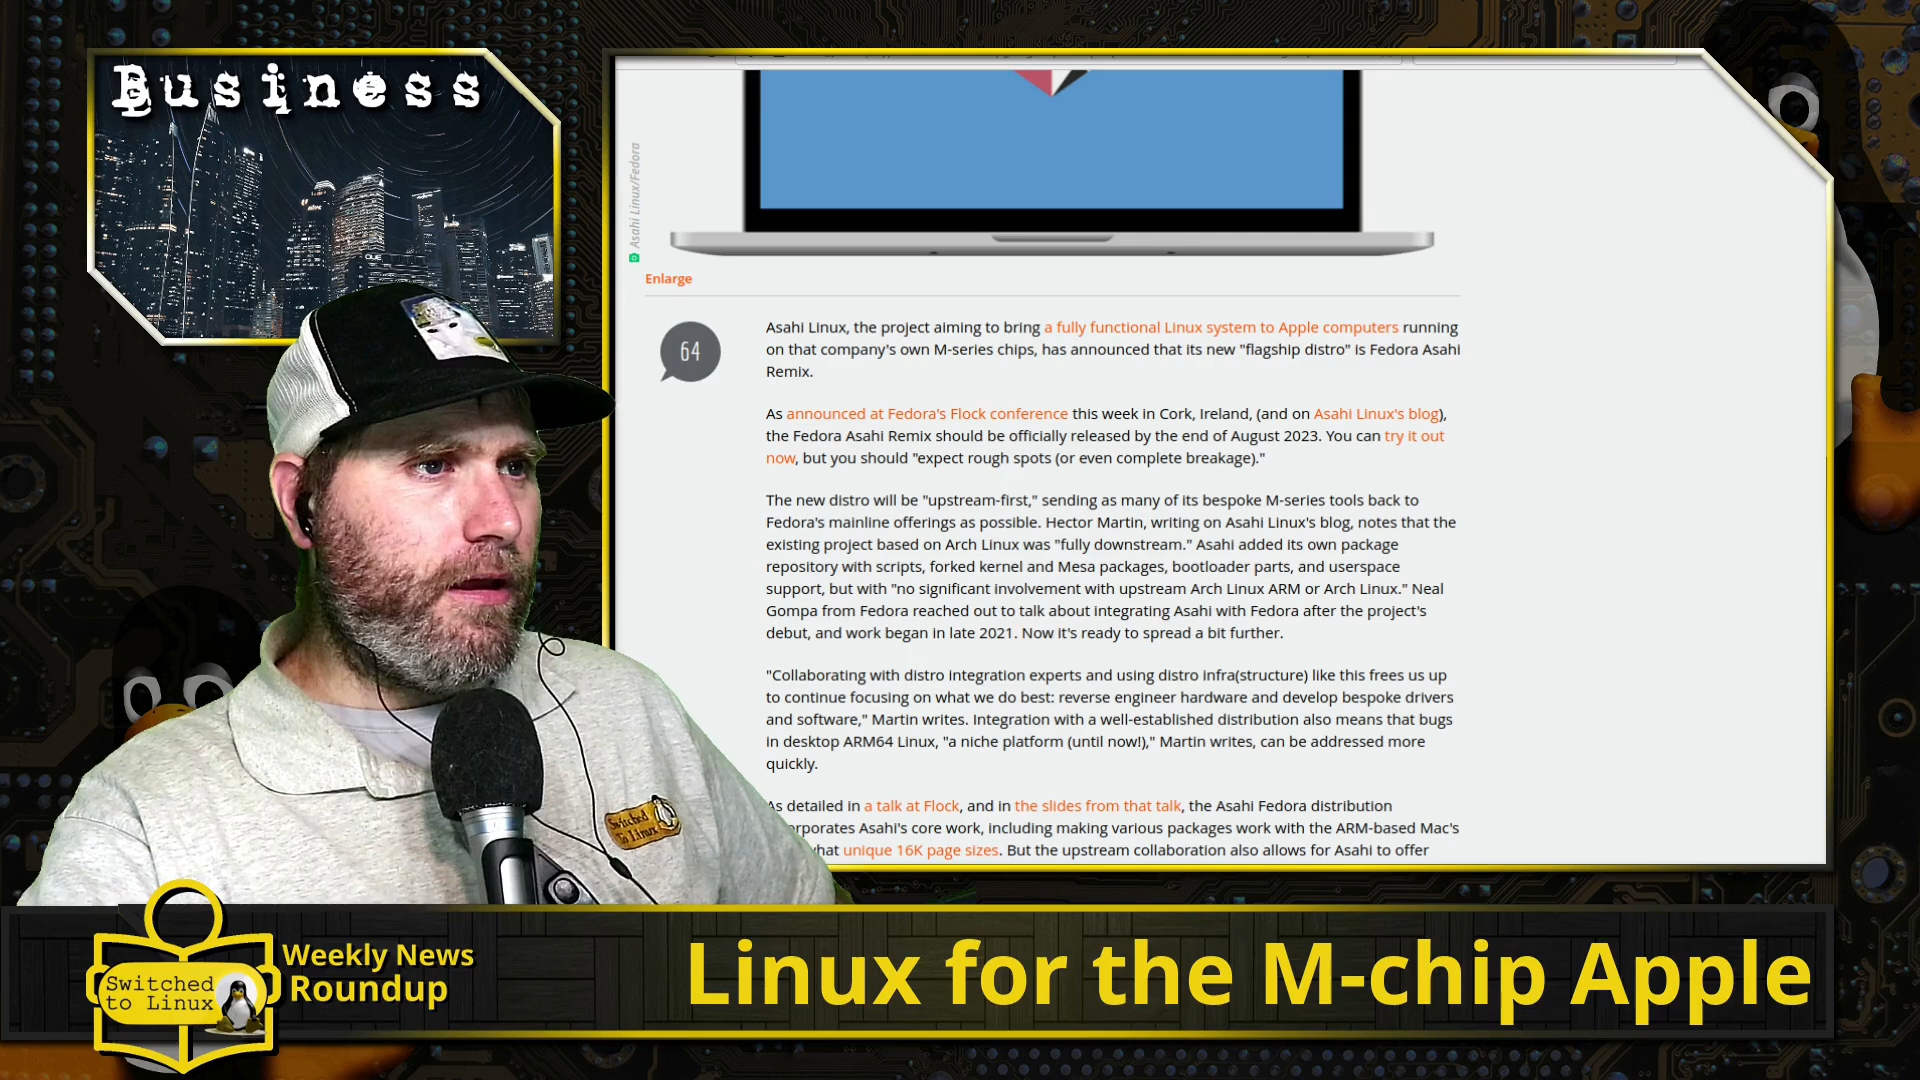 Business
Asahi Linux/Fedora
Enlarge
64
Asahi Linux, the project aiming to bring a fully functional Linux system to Apple computers running
on that company's own M-series chips, has announced that its new "flagship distro" is Fedora Asahi
Remix.
As announced at Fedora's Flock conference this week in Cork, Ireland, (and on Asahi Linux's blog),
the Fedora Asahi Remix should be officially released by the end of August 2023. You can try it out
now, but you should "expect rough spots (or even complete breakage)."
The new distro will be "upstream-first," sending as many of its bespoke M-series tools back to
Fedora's mainline offerings as possible. Hector Martin, writing on Asahi Linux's blog, notes that the
existing project based on Arch Linux was "fully downstream." Asahi added its own package
repository with scripts, forked kernel and Mesa packages, bootloader parts, and userspace
support, but with "no significant involvement with upstream Arch Linux ARM or Arch Linux." Neal
Gompa from Fedora reached out to talk about integrating Asahi with Fedora after the project's
debut, and work began in late 2021. Now it's ready to spread a bit further.
"Collaborating with distro integration experts and using distro infra(structure) like this frees us up
to continue focusing on what we do best: reverse engineer hardware and develop bespoke drivers
and software," Martin writes. Integration with a well-established distribution also means that bugs
in desktop ARM64 Linux, "a niche platform (until now!)," Martin writes, can be addressed more
quickly.
As detailed in a talk at Flock, and in the slides from that talk, the Asahi Fedora distribution
Asahi's core work, including making various packages work with the ARM-based Mac's
unique 16K page sizes. But the upstream collaboration also allows for Asahi to offer
Switched
To Linux
Switched
to Linux
Weekly News
Roundup
Linux for the M-chip Apple